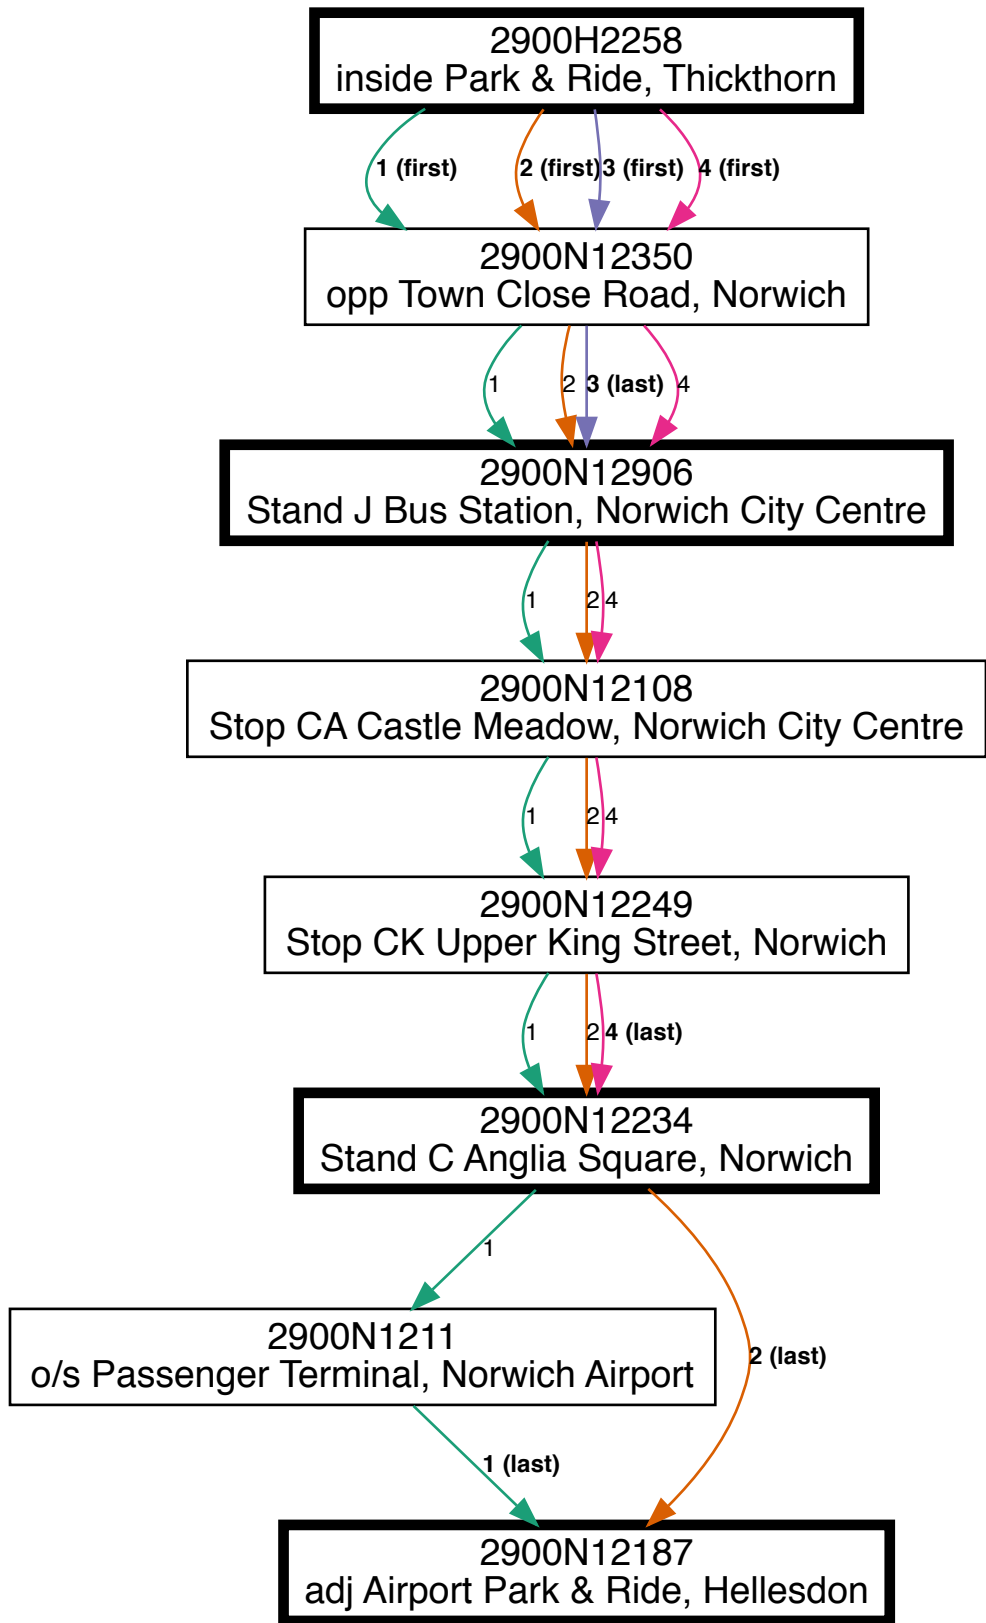 2900H2258
inside Park & Ride, Thickthorn
1 (first)
2 (first)
3 (first)
4 (first)
2900N12350
opp Town Close Road, Norwich
1
2
3 (last)
4
2900N12906
Stand J Bus Station, Norwich City Centre
1
2
4
2900N12108
Stop CA Castle Meadow, Norwich City Centre
1
2
4
2900N12249
Stop CK Upper King Street, Norwich
1
2
4 (last)
2900N12234
Stand C Anglia Square, Norwich
1
2900N1211
o/s Passenger Terminal, Norwich Airport
2 (last)
1 (last)
2900N12187
adj Airport Park & Ride, Hellesdon